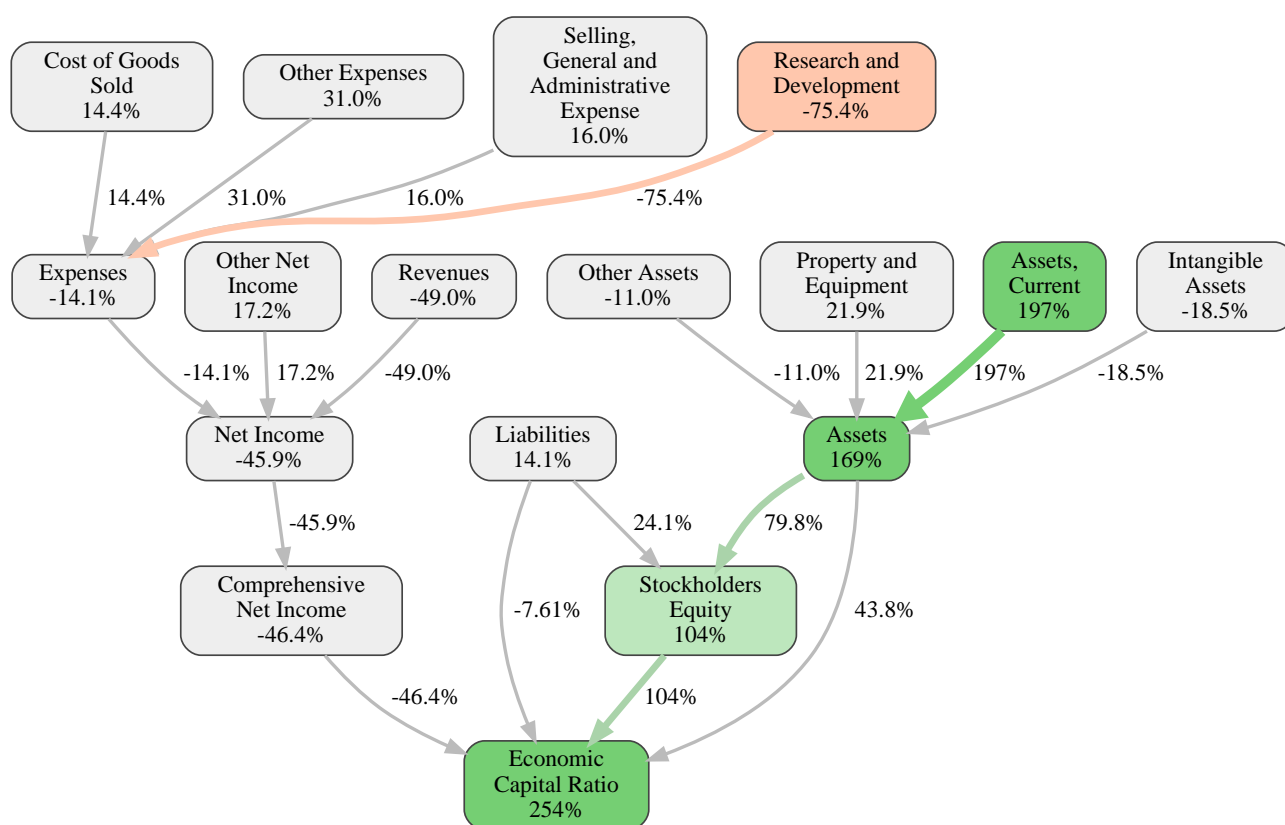 Cost of Goods
Sold
14.4%
Other Expenses
31.0%
Selling,
General and
Administrative
Expense
16.0%
Research and
Development
-75.4%
14.4%
31.0%
16.0%
-75.4%
Expenses
-14.1%
Other Net
Income
17.2%
Revenues
-49.0%
Other Assets
-11.0%
Property and
Equipment
21.9%
Assets,
Current
197%
Intangible
Assets
-18.5%
-14.1%
17.2%
-49.0%
-11.0%
21.9%
197%
-18.5%
Net Income
-45.9%
Liabilities
14.1%
Assets
169%
-45.9%
24.1%
79.8%
Comprehensive
Net Income
-46.4%
-7.61%
Stockholders
Equity
104%
43.8%
-46.4%
104%
Economic
Capital Ratio
254%